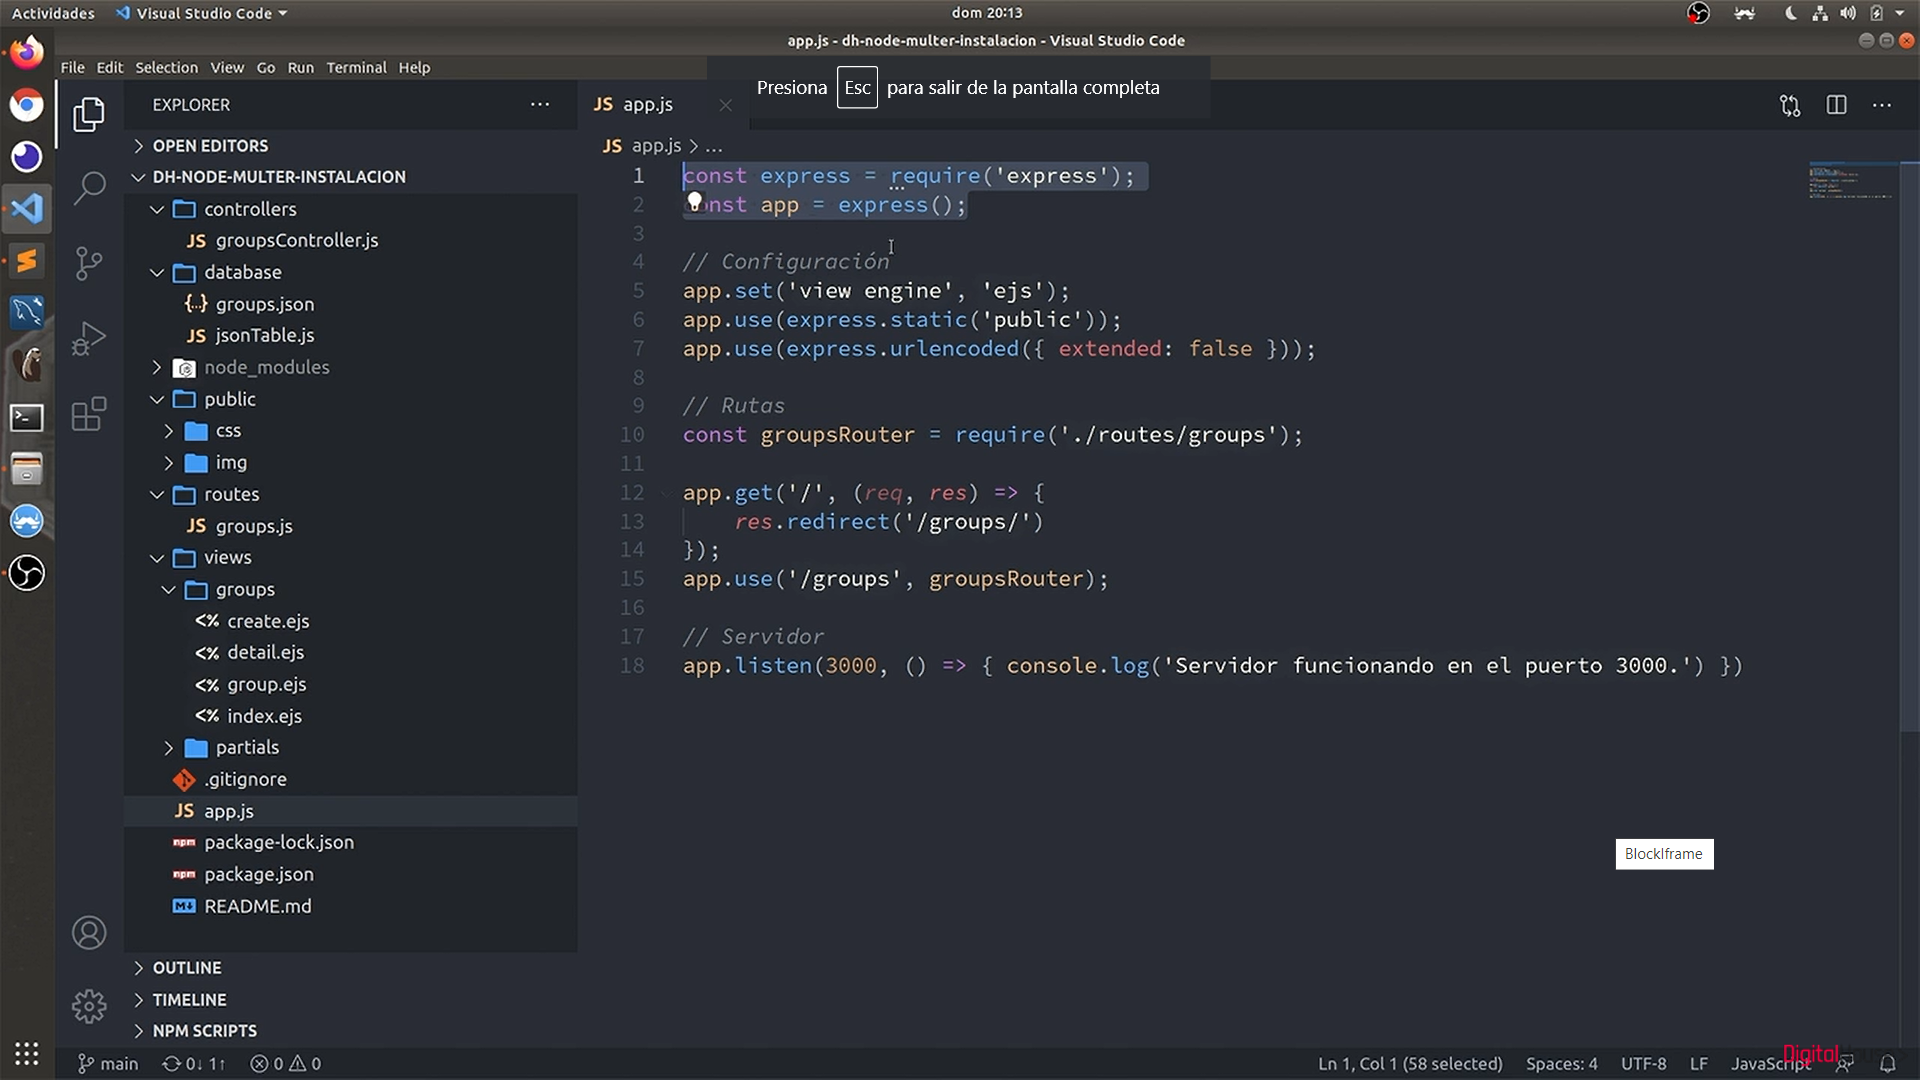 Actividades
Visual Studio Code
dom 20:13
app.js - dh-node-multer-instalacion - Visual Studio Code
File Edit Selection View Go Run Terminal Help
Presiona Esc para salir de la pantalla completa
EXPLORER
OPEN EDITORS
DH-NODE-MULTER-INSTALACION
controllers
JS groupsController.js
database
{..} groups.json
JS jsonTable.js
node_modules
public
css
img
routes
JS groups.js
views
groups
<% create.ejs
<% detail.ejs
<% group.ejs
<% index.ejs
partials
.gitignore
JS app.js
npm package-lock.json
npm package.json
README.md
OUTLINE
TIMELINE
NPM SCRIPTS
JS app.js
JS app.js > ...
1 const express = require('express');
2 const app = express();
3
4 // Configuración
5 app.set('view engine', 'ejs');
6 app.use(express.static('public'));
7 app.use(express.urlencoded({ extended: false }));
8
9 // Rutas
10 const groupsRouter = require('./routes/groups');
11
12 app.get('/', (req, res) => {
13     res.redirect('/groups/')
14 });
15 app.use('/groups', groupsRouter);
16
17 // Servidor
18 app.listen(3000, () => { console.log('Servidor funcionando en el puerto 3000.') })
BlockIframe
main 0↓ 1↑ 0 0
Ln 1, Col 1 (58 selected) Spaces: 4 UTF-8 LF JavaScript
Digital